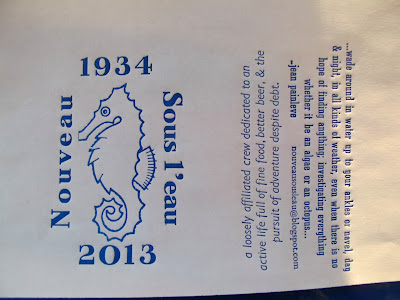 1934
Nouveau
Sous l'eau
2013
...wade around in water up to your ankles or navel, day
& night, in all kinds of weather, even when there is no
hope of finding anything, investigating everything
whether it be an algae or an octopus...
-jean painleve
nouveausousleau@blogspot.com
a loosely affiliated crew dedicated to an
active life full of fine food, better beer, & the
pursuit of adventure despite debt.